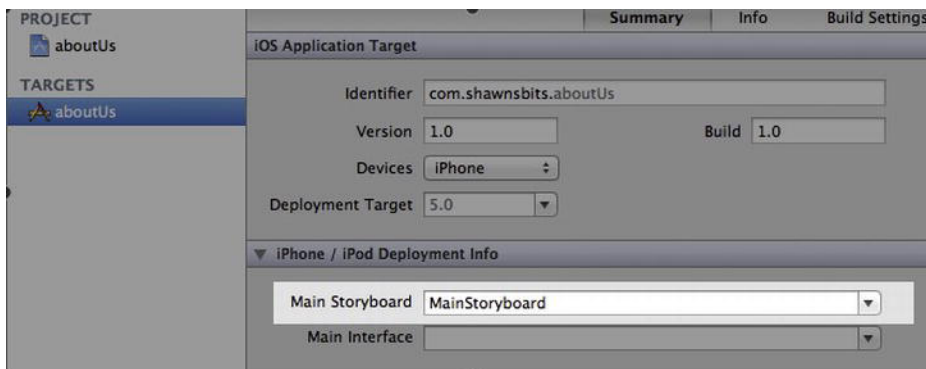 PROJECT
aboutUs
TARGETS
aboutUs
Summary Info Build Settings
iOS Application Target
Identifier com.shawnsbits.aboutUs
Version 1.0 Build 1.0
Devices iPhone
Deployment Target 5.0
iPhone / iPod Deployment Info
Main Storyboard MainStoryboard
Main Interface